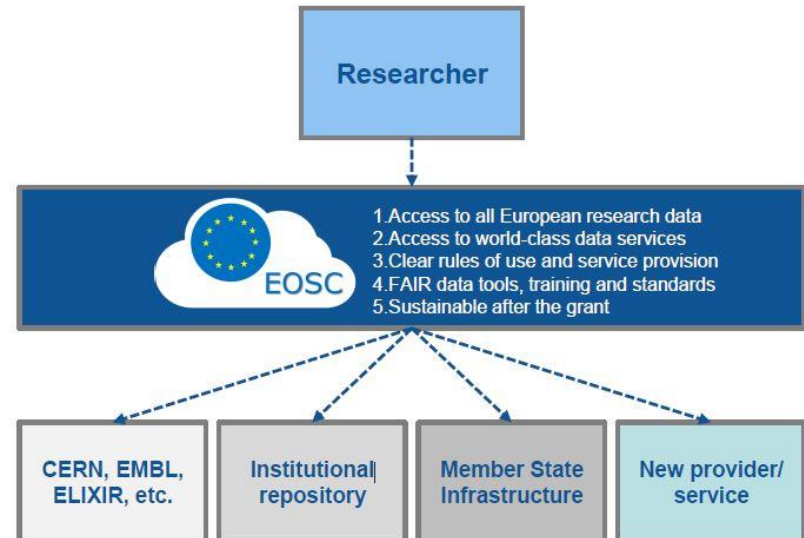 Researcher
EOSC
1.Access to all European research data
2.Access to world-class data services
3.Clear rules of use and service provision
4.FAIR data tools, training and standards
5.Sustainable after the grant
CERN, EMBL,
ELIXIR, etc.
Institutional
repository
Member State
Infrastructure
New provider/
service